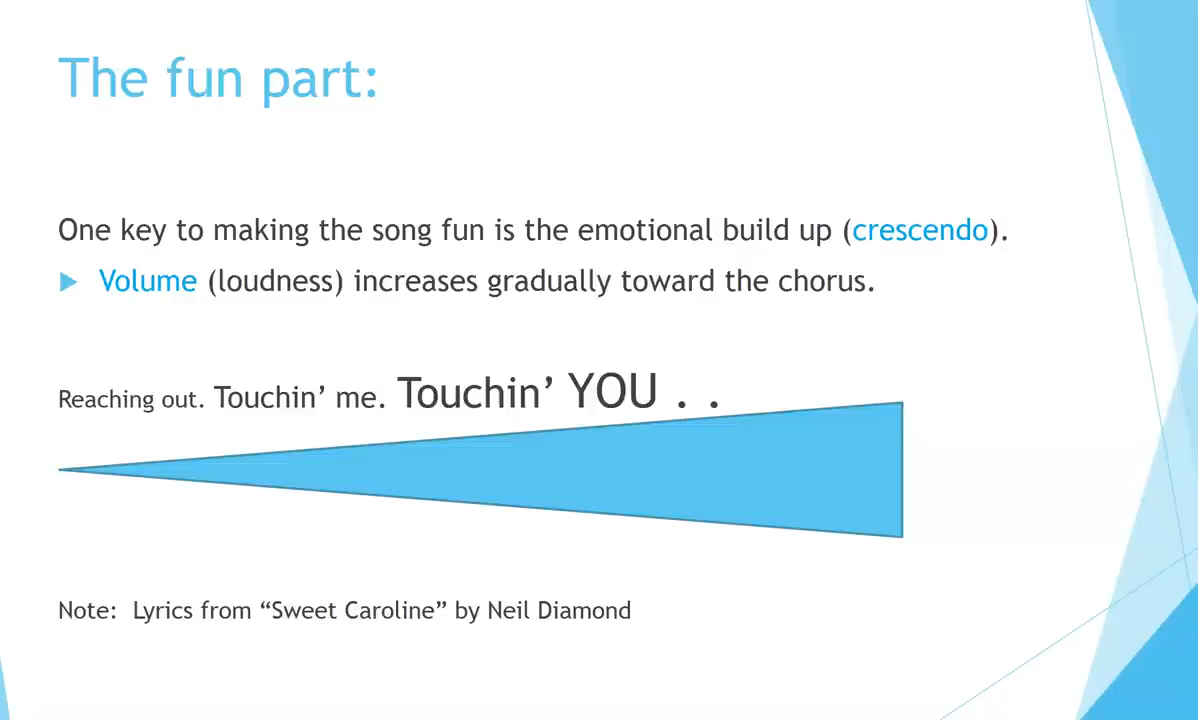 The fun part:
One key to making the song fun is the emotional build up (crescendo).
Volume (loudness) increases gradually toward the chorus.
Reaching out. Touchin’ me. Touchin’ YOU . .
Note:  Lyrics from “Sweet Caroline” by Neil Diamond